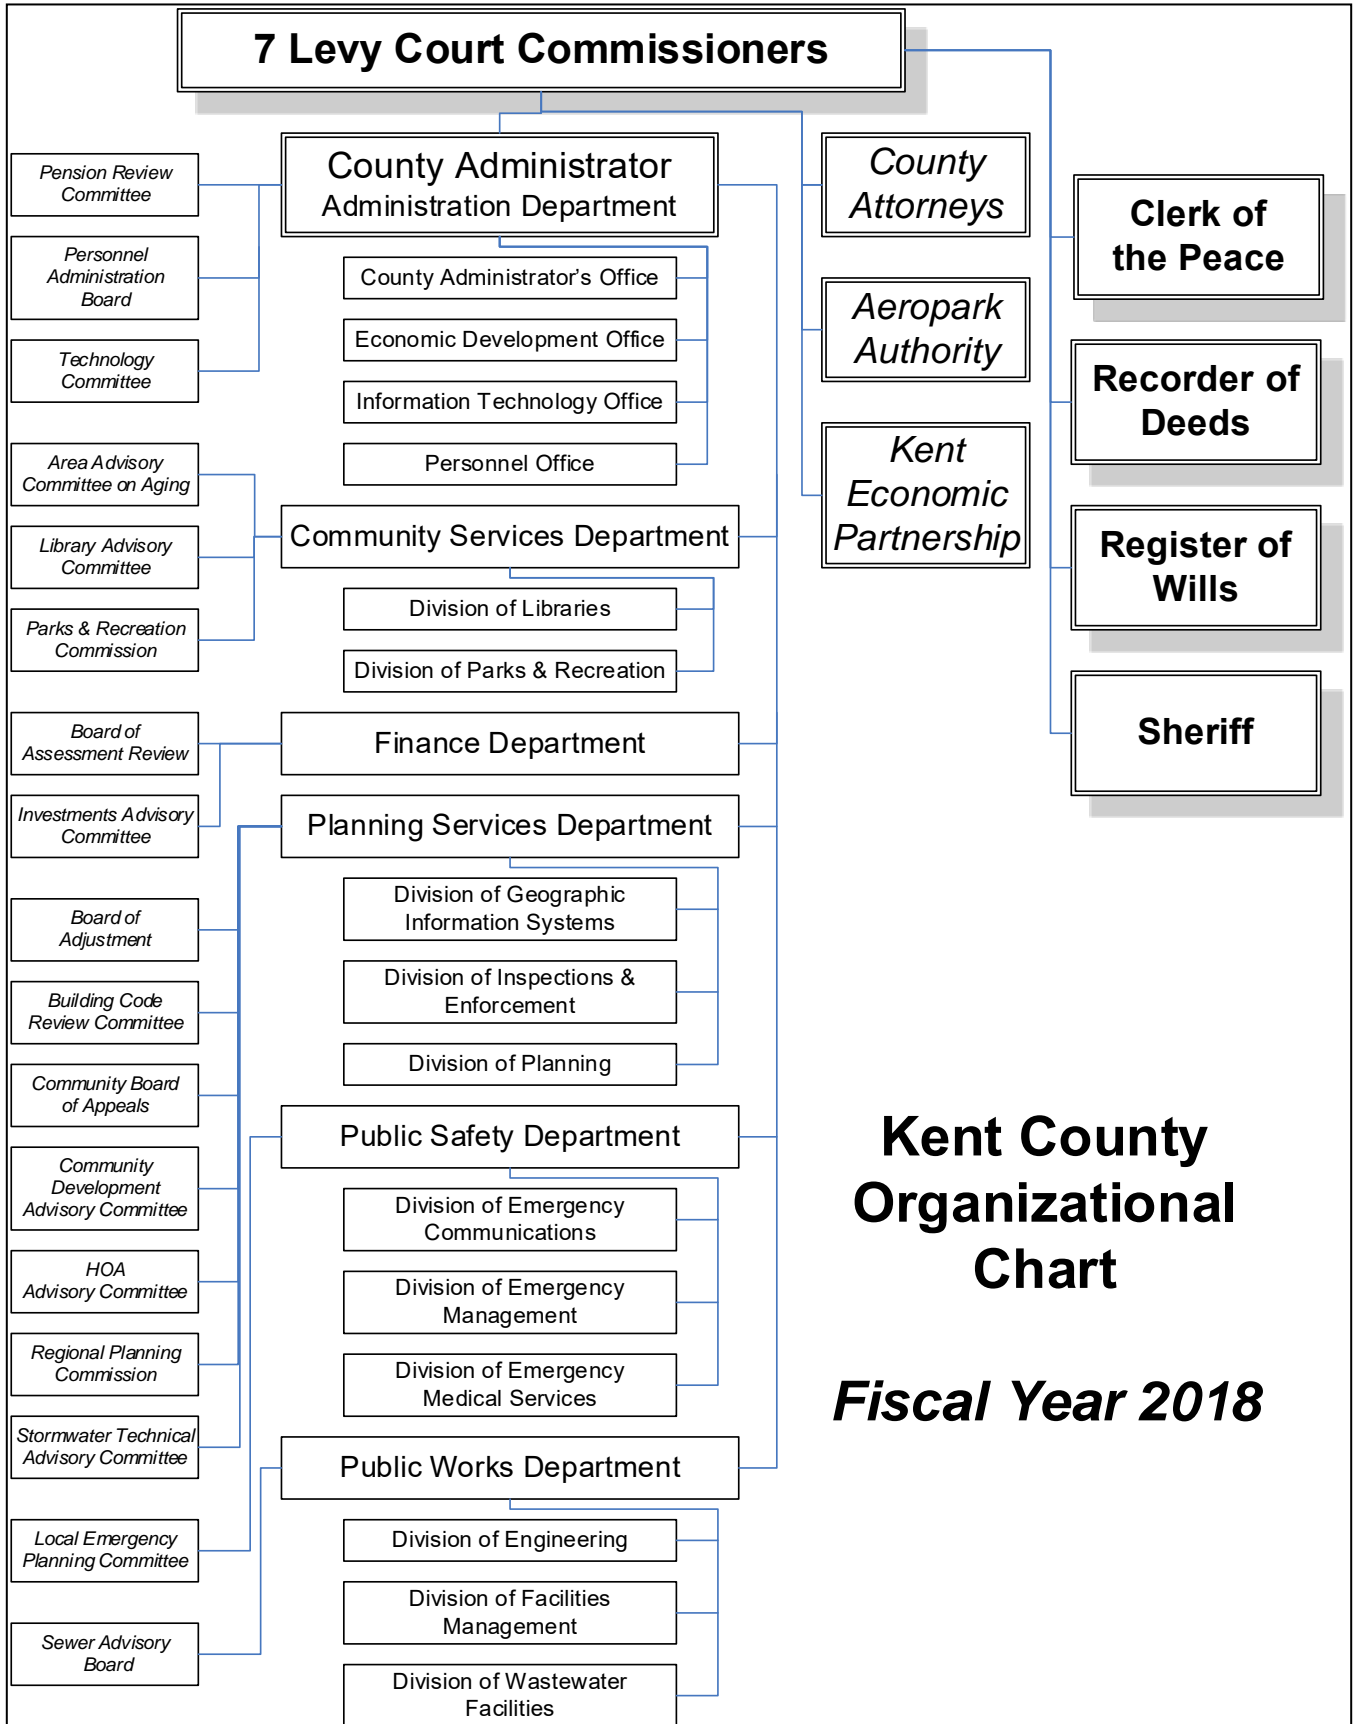 7 Levy Court Commissioners
County Administrator
Administration Department
County Administrator's Office
Economic Development Office
Information Technology Office
Personnel Office
Pension Review
Committee
Personnel
Administration
Board
Technology
Committee
County
Attorneys
Aeropark
Authority
Kent
Economic
Partnership
Clerk of
the Peace
Recorder of
Deeds
Register of
Wills
Sheriff
Area Advisory
Committee on Aging
Library Advisory
Committee
Parks & Recreation
Commission
Community Services Department
Division of Libraries
Division of Parks & Recreation
Board of
Assessment Review
Investments Advisory
Committee
Finance Department
Planning Services Department
Division of Geographic
Information Systems
Division of Inspections &
Enforcement
Division of Planning
Board of
Adjustment
Building Code
Review Committee
Community Board
of Appeals
Community
Development
Advisory Committee
HOA
Advisory Committee
Regional Planning
Commission
Stormwater Technical
Advisory Committee
Public Safety Department
Division of Emergency
Communications
Division of Emergency
Management
Division of Emergency
Medical Services
Local Emergency
Planning Committee
Public Works Department
Division of Engineering
Division of Facilities
Management
Division of Wastewater
Facilities
Sewer Advisory
Board
Kent County
Organizational
Chart
Fiscal Year 2018